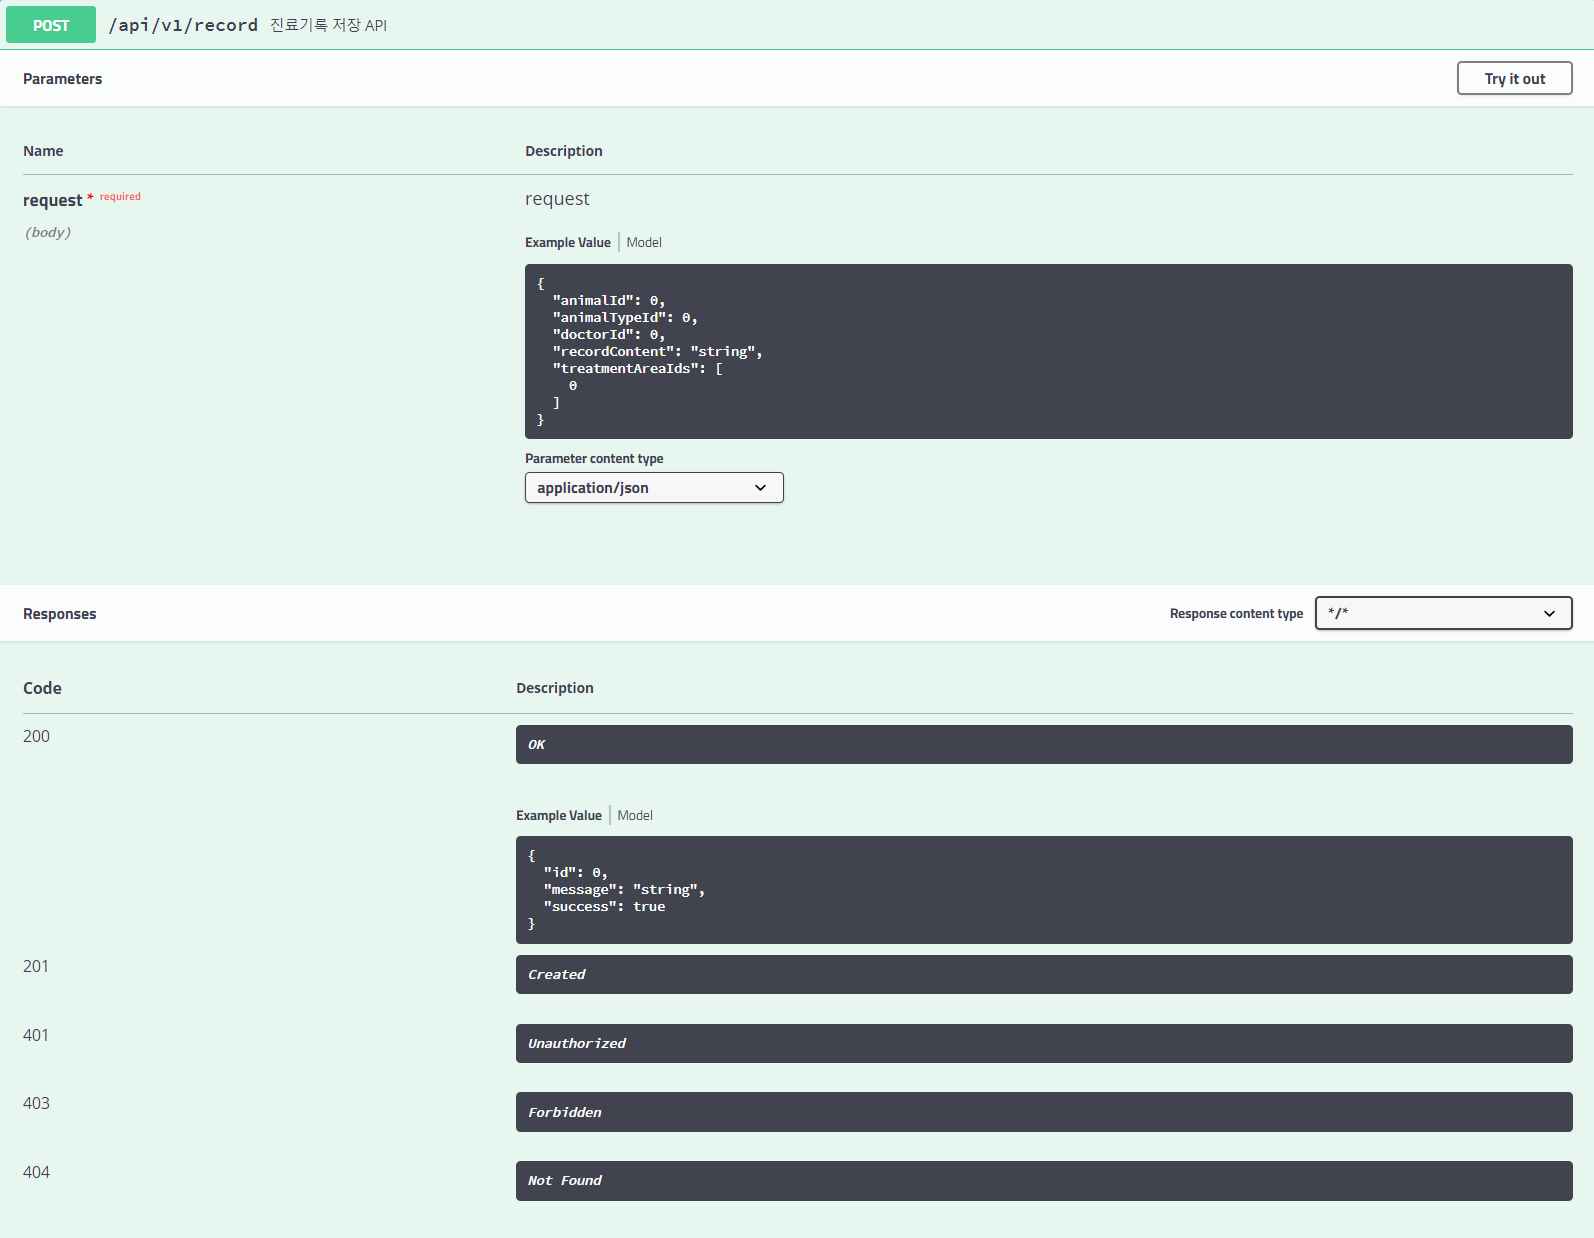 POST /api/v1/record 진료기록 저장 API
Parameters Try it out
Name Description
request * required request
(body)
Example Value Model
{
  "animalId": 0,
  "animalTypeId": 0,
  "doctorId": 0,
  "recordContent": "string",
  "treatmentAreaIds": [
    0
  ]
}
Parameter content type
application/json
Responses Response content type */*
Code Description
200 OK
Example Value Model
{
  "id": 0,
  "message": "string",
  "success": true
}
201 Created
401 Unauthorized
403 Forbidden
404 Not Found